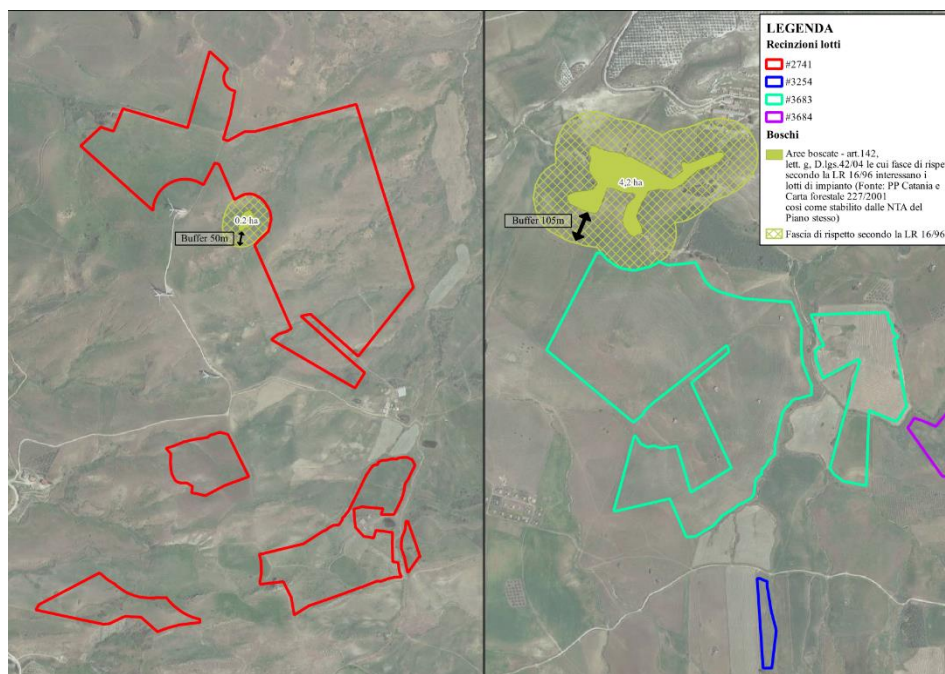 LEGENDA
Recinzioni lotti
#2741
#3254
#3683
#3684
Boschi
Aree boscate - art.142,
lett. g, D.lgs.42/04 le cui fasce di rispe
secondo la LR 16/96 interessano i
lotti di impianto (Fonte: PP Catania e
Carta forestale 227/2001
cosi come stabilito dalle NTA del
Piano stesso)
Fascia di rispetto secondo la LR 16/96
0,2 ha
Buffer 50m
4,2 ha
Buffer 105m